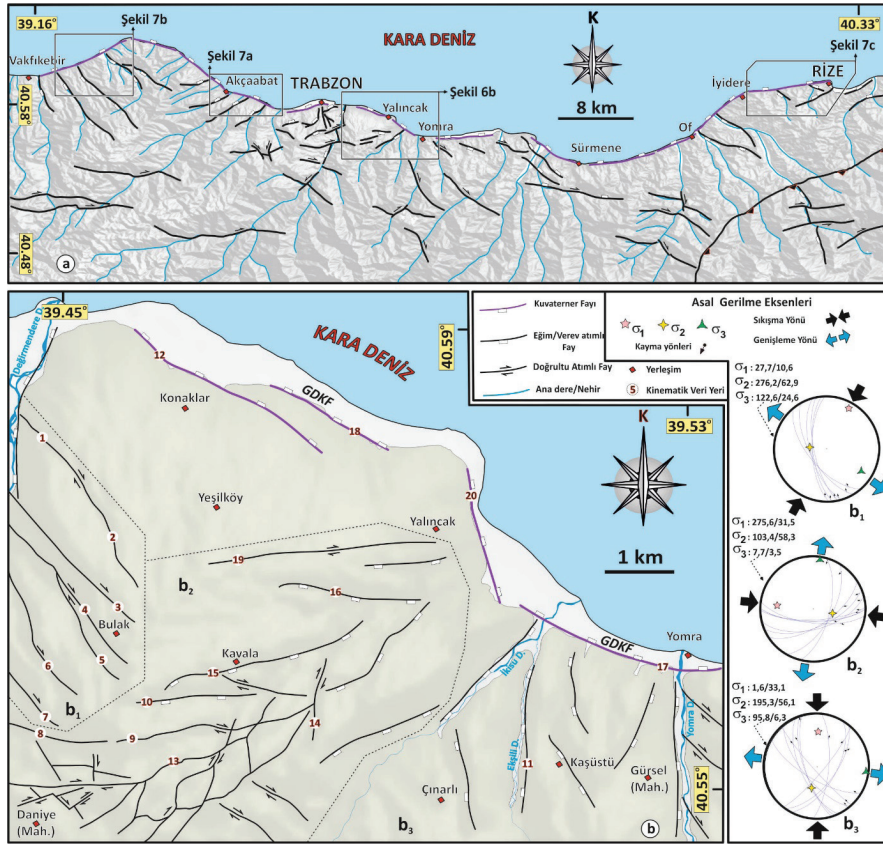 39.16°
Şekil 7b
Vakfıkebir
40.58°
40.48°
a
Şekil 7a
Akçaabat
TRABZON
KARA DENİZ
Yalıncak
Yomra
Şekil 6b
K
8 km
Sürmene
Of
İyidere
RİZE
40.33°
Şekil 7c
39.45°
Değirmendere D.
KARA DENİZ
40.59°
39.53°
40.55°
K
1 km
12
Konaklar
GDKF
18
1
Yeşilköy
20
Yalıncak
2
19
b2
16
3
4
Bulak
5
Kavala
15
6
b1
10
7
8
9
14
13
Daniye
(Mah.)
İkisu D.
GDKF
Yomra
17
Yomra D.
Ekşili D.
11
Kaşüstü
Gürsel
(Mah.)
Çınarlı
b3
b
Kuvaterner Fayı
Eğim/Verev atımlı
Fay
Doğrultu Atımlı Fay
Ana dere/Nehir
Yerleşim
5 Kinematik Veri Yeri
Asal Gerilme Eksenleri
σ1 σ2 σ3
Kayma yönleri
Sıkışma Yönü
Genişleme Yönü
σ1 : 27,7/10,6
σ2 : 276,2/62,9
σ3 : 122,6/24,6
b1
σ1 : 275,6/31,5
σ2 : 103,4/58,3
σ3 : 7,7/3,5
b2
σ1 : 1,6/33,1
σ2 : 195,3/56,1
σ3 : 95,8/6,3
b3